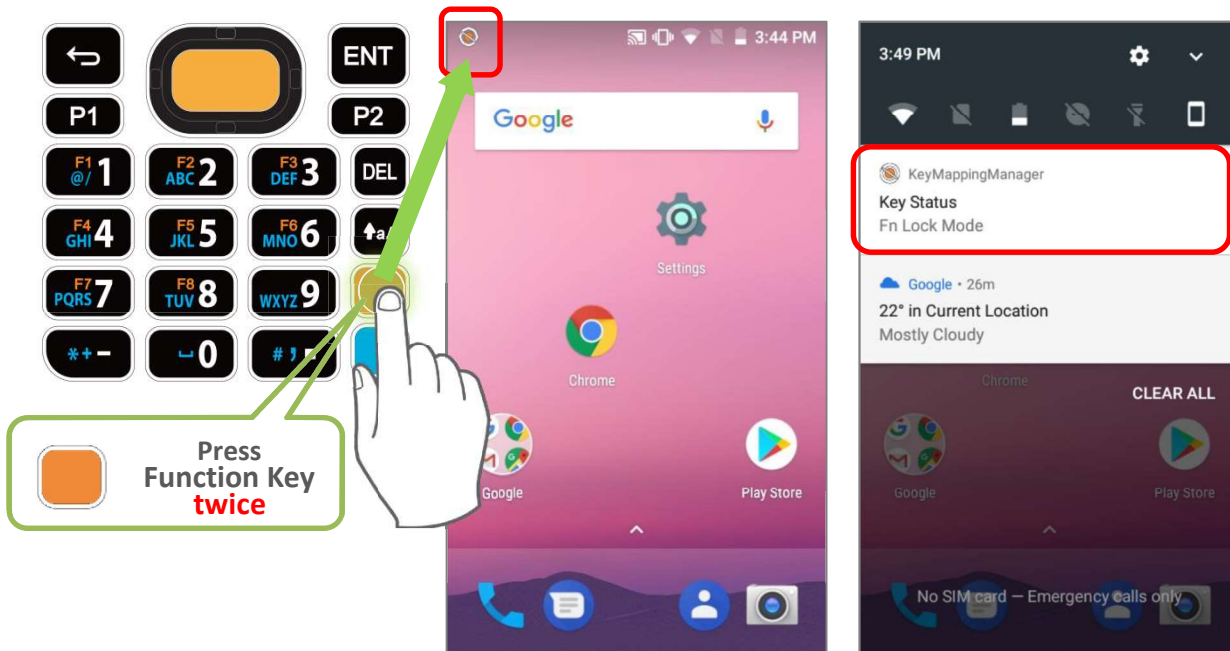 ENT
P1
P2
F1 @/ 1
F2 ABC 2
F3 DEF 3
DEL
F4 GHI 4
F5 JKL 5
F6 MNO 6
F7 PQRS 7
F8 TUV 8
WXYZ 9
*+-
0
Press
Function Key
twice
3:44 PM
Google
Settings
Chrome
Google
Play Store
3:49 PM
KeyMappingManager
Key Status
Fn Lock Mode
Google • 26m
22° in Current Location
Mostly Cloudy
Chrome
CLEAR ALL
Google
Play Store
No SIM card — Emergency calls only